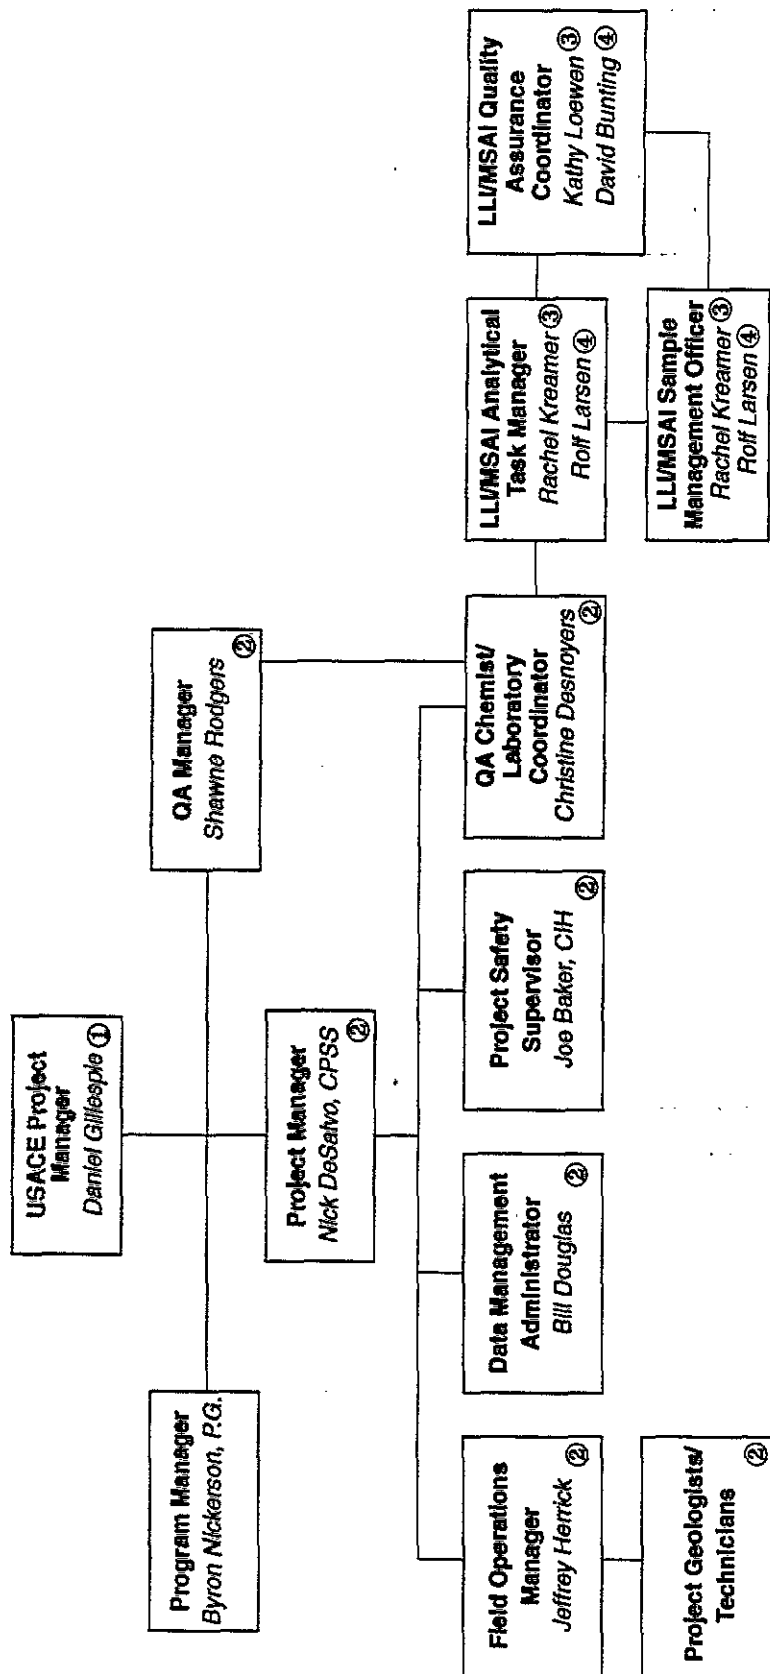 USACE Project
Manager
Daniel Gillespie ①
Program Manager
Byron Nickerson, P.G.
QA Manager
Shawne Rodgers
②
Project Manager
Nick DeSalvo, CPSS
②
Field Operations
Manager
Jeffrey Herrick
②
Data Management
Administrator
Bill Douglas
②
Project Safety
Supervisor
Joe Baker, CIH
②
QA Chemist/
Laboratory
Coordinator
Christine Desnoyers
②
LLI/MSAI Analytical
Task Manager
Rachel Kreamer ③
Rolf Larsen ④
LLI/MSAI Quality
Assurance
Coordinator
Kathy Loewen ③
David Bunting ④
Project Geologists/
Technicians
②
LLI/MSAI Sample
Management Officer
Rachel Kreamer ③
Rolf Larsen ④